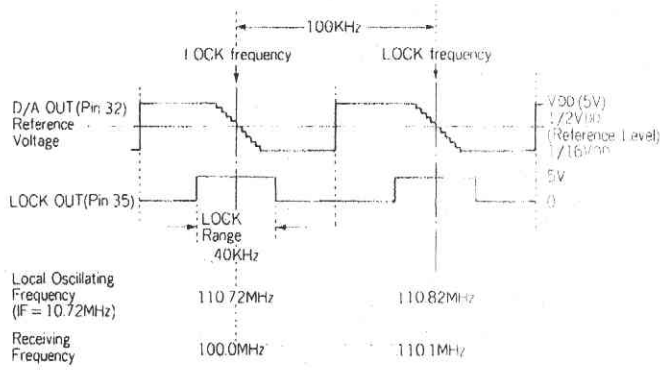 100KHz
LOCK frequency
LOCK frequency
D/A OUT(Pin 32)
Reference
Voltage
VDD (5V)
1/2VDD
(Reference Level)
1/16VDD
5V
0
LOCK OUT(Pin 35)
LOCK
Range
40KHz
Local Oscillating
Frequency
(IF = 10.72MHz)
110.72MHz
110.82MHz
Receiving
Frequency
100.0MHz
110.1MHz